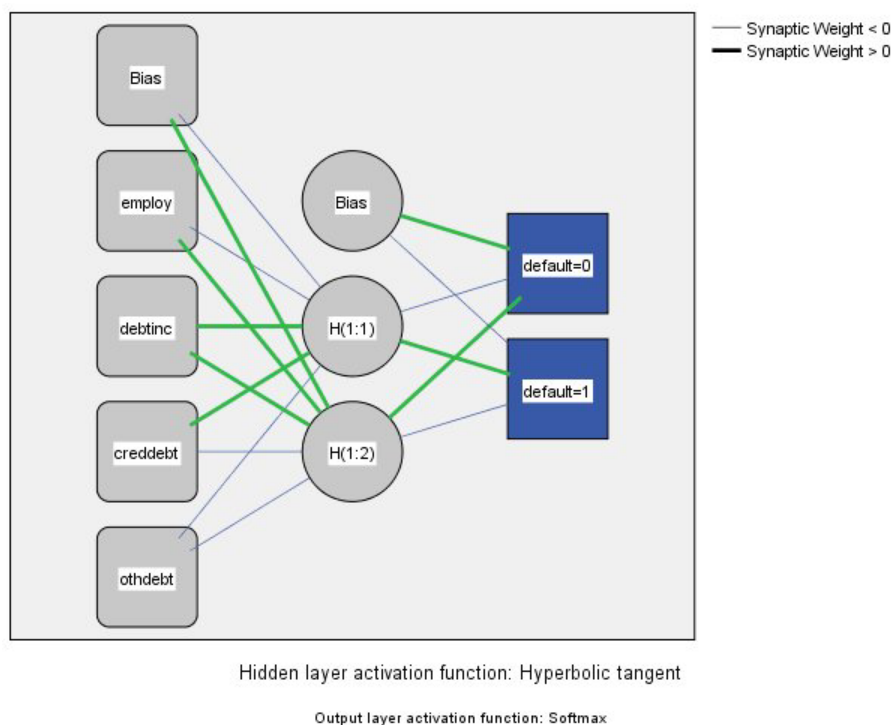 Synaptic Weight < 0
Synaptic Weight > 0
Bias
employ
debtinc
creddebt
othdebt
Bias
H(1:1)
H(1:2)
default=0
default=1
Hidden layer activation function: Hyperbolic tangent
Output layer activation function: Softmax